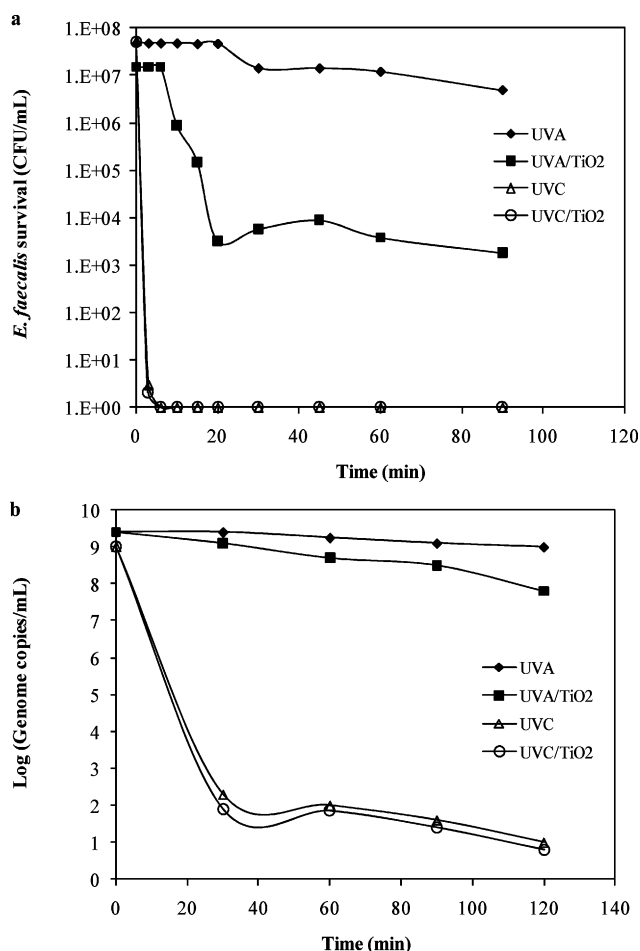 a
1.E+08
1.E+07
1.E+06
1.E+05
1.E+04
1.E+03
1.E+02
1.E+01
1.E+00
E. faecalis survival (CFU/mL)
UVA
UVA/TiO2
UVC
UVC/TiO2
0 20 40 60 80 100 120
Time (min)
b
10
9
8
7
6
5
4
3
2
1
0
Log (Genome copies/mL)
UVA
UVA/TiO2
UVC
UVC/TiO2
0 20 40 60 80 100 120 140
Time (min)